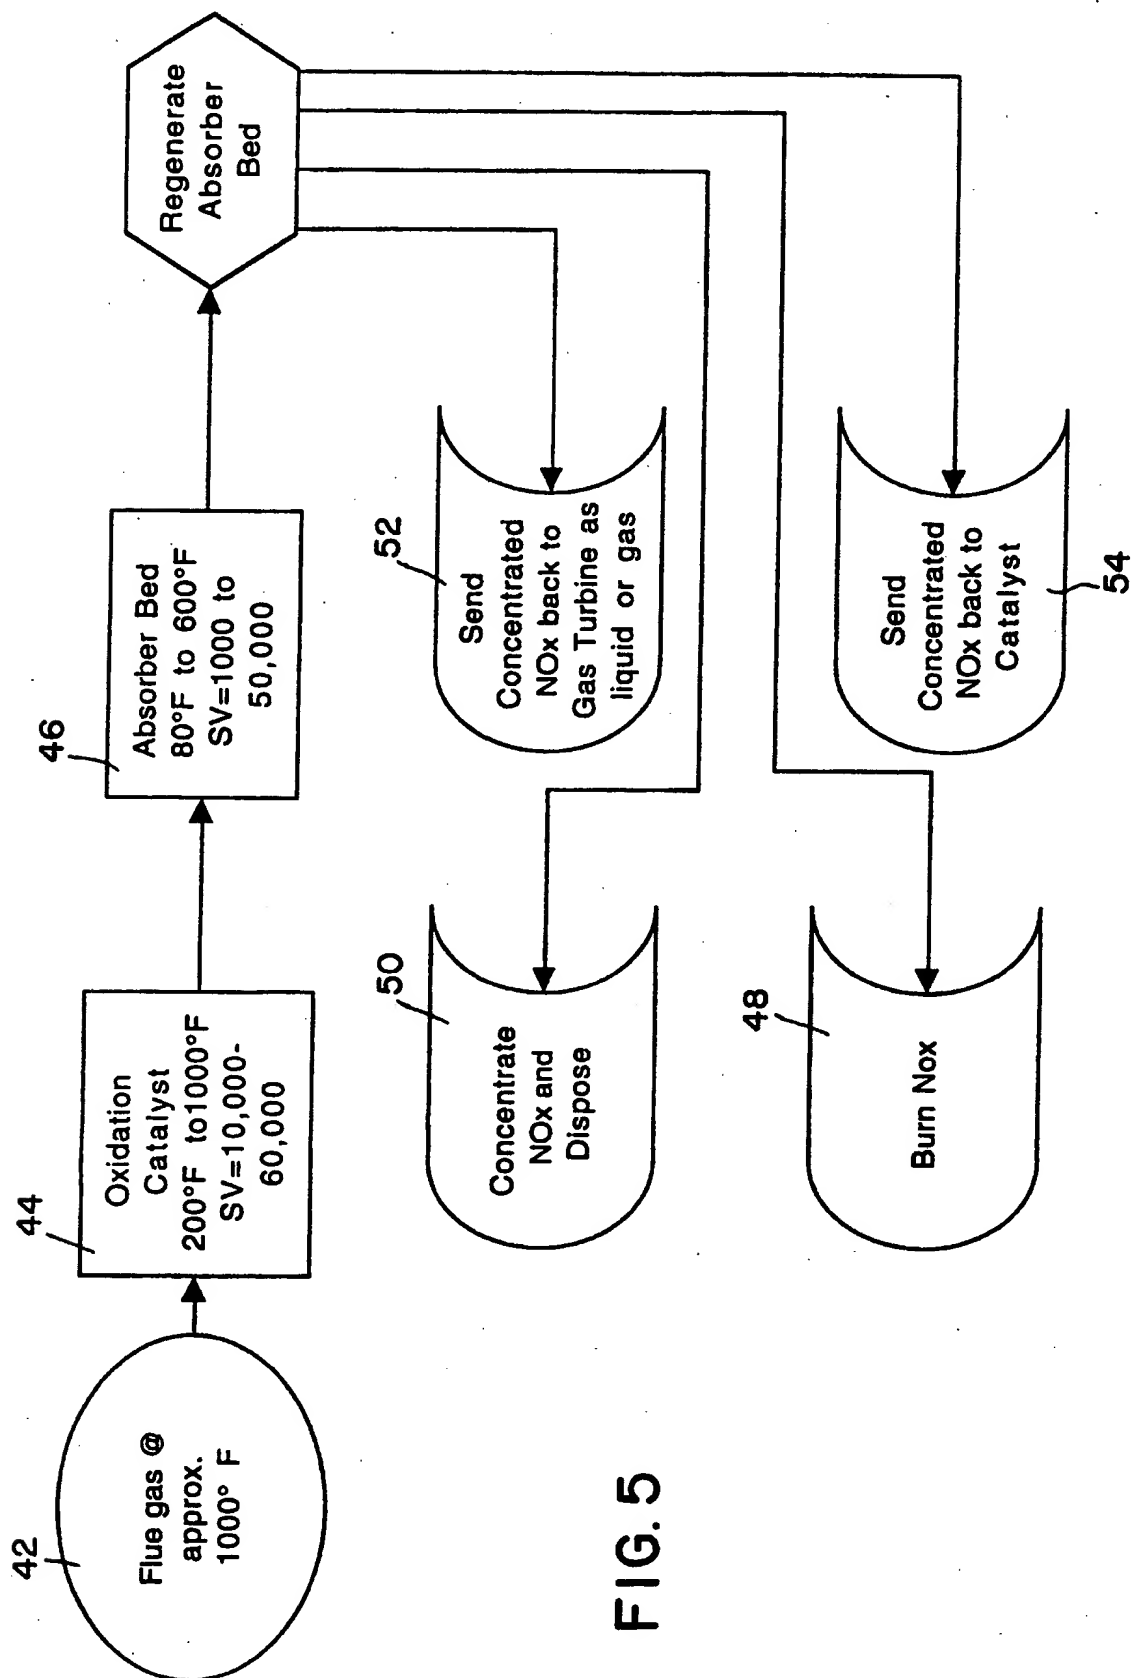 42
Flue gas @
approx.
1000° F
44
Oxidation
Catalyst
200°F to1000°F
SV=10,000-
60,000
46
Absorber Bed
80°F to 600°F
SV=1000 to
50,000
Regenerate
Absorber
Bed
50
Concentrate
NOx and
Dispose
52
Send
Concentrated
NOx back to
Gas Turbine as
liquid or gas
48
Burn Nox
54
Send
Concentrated
NOx back to
Catalyst
FIG. 5